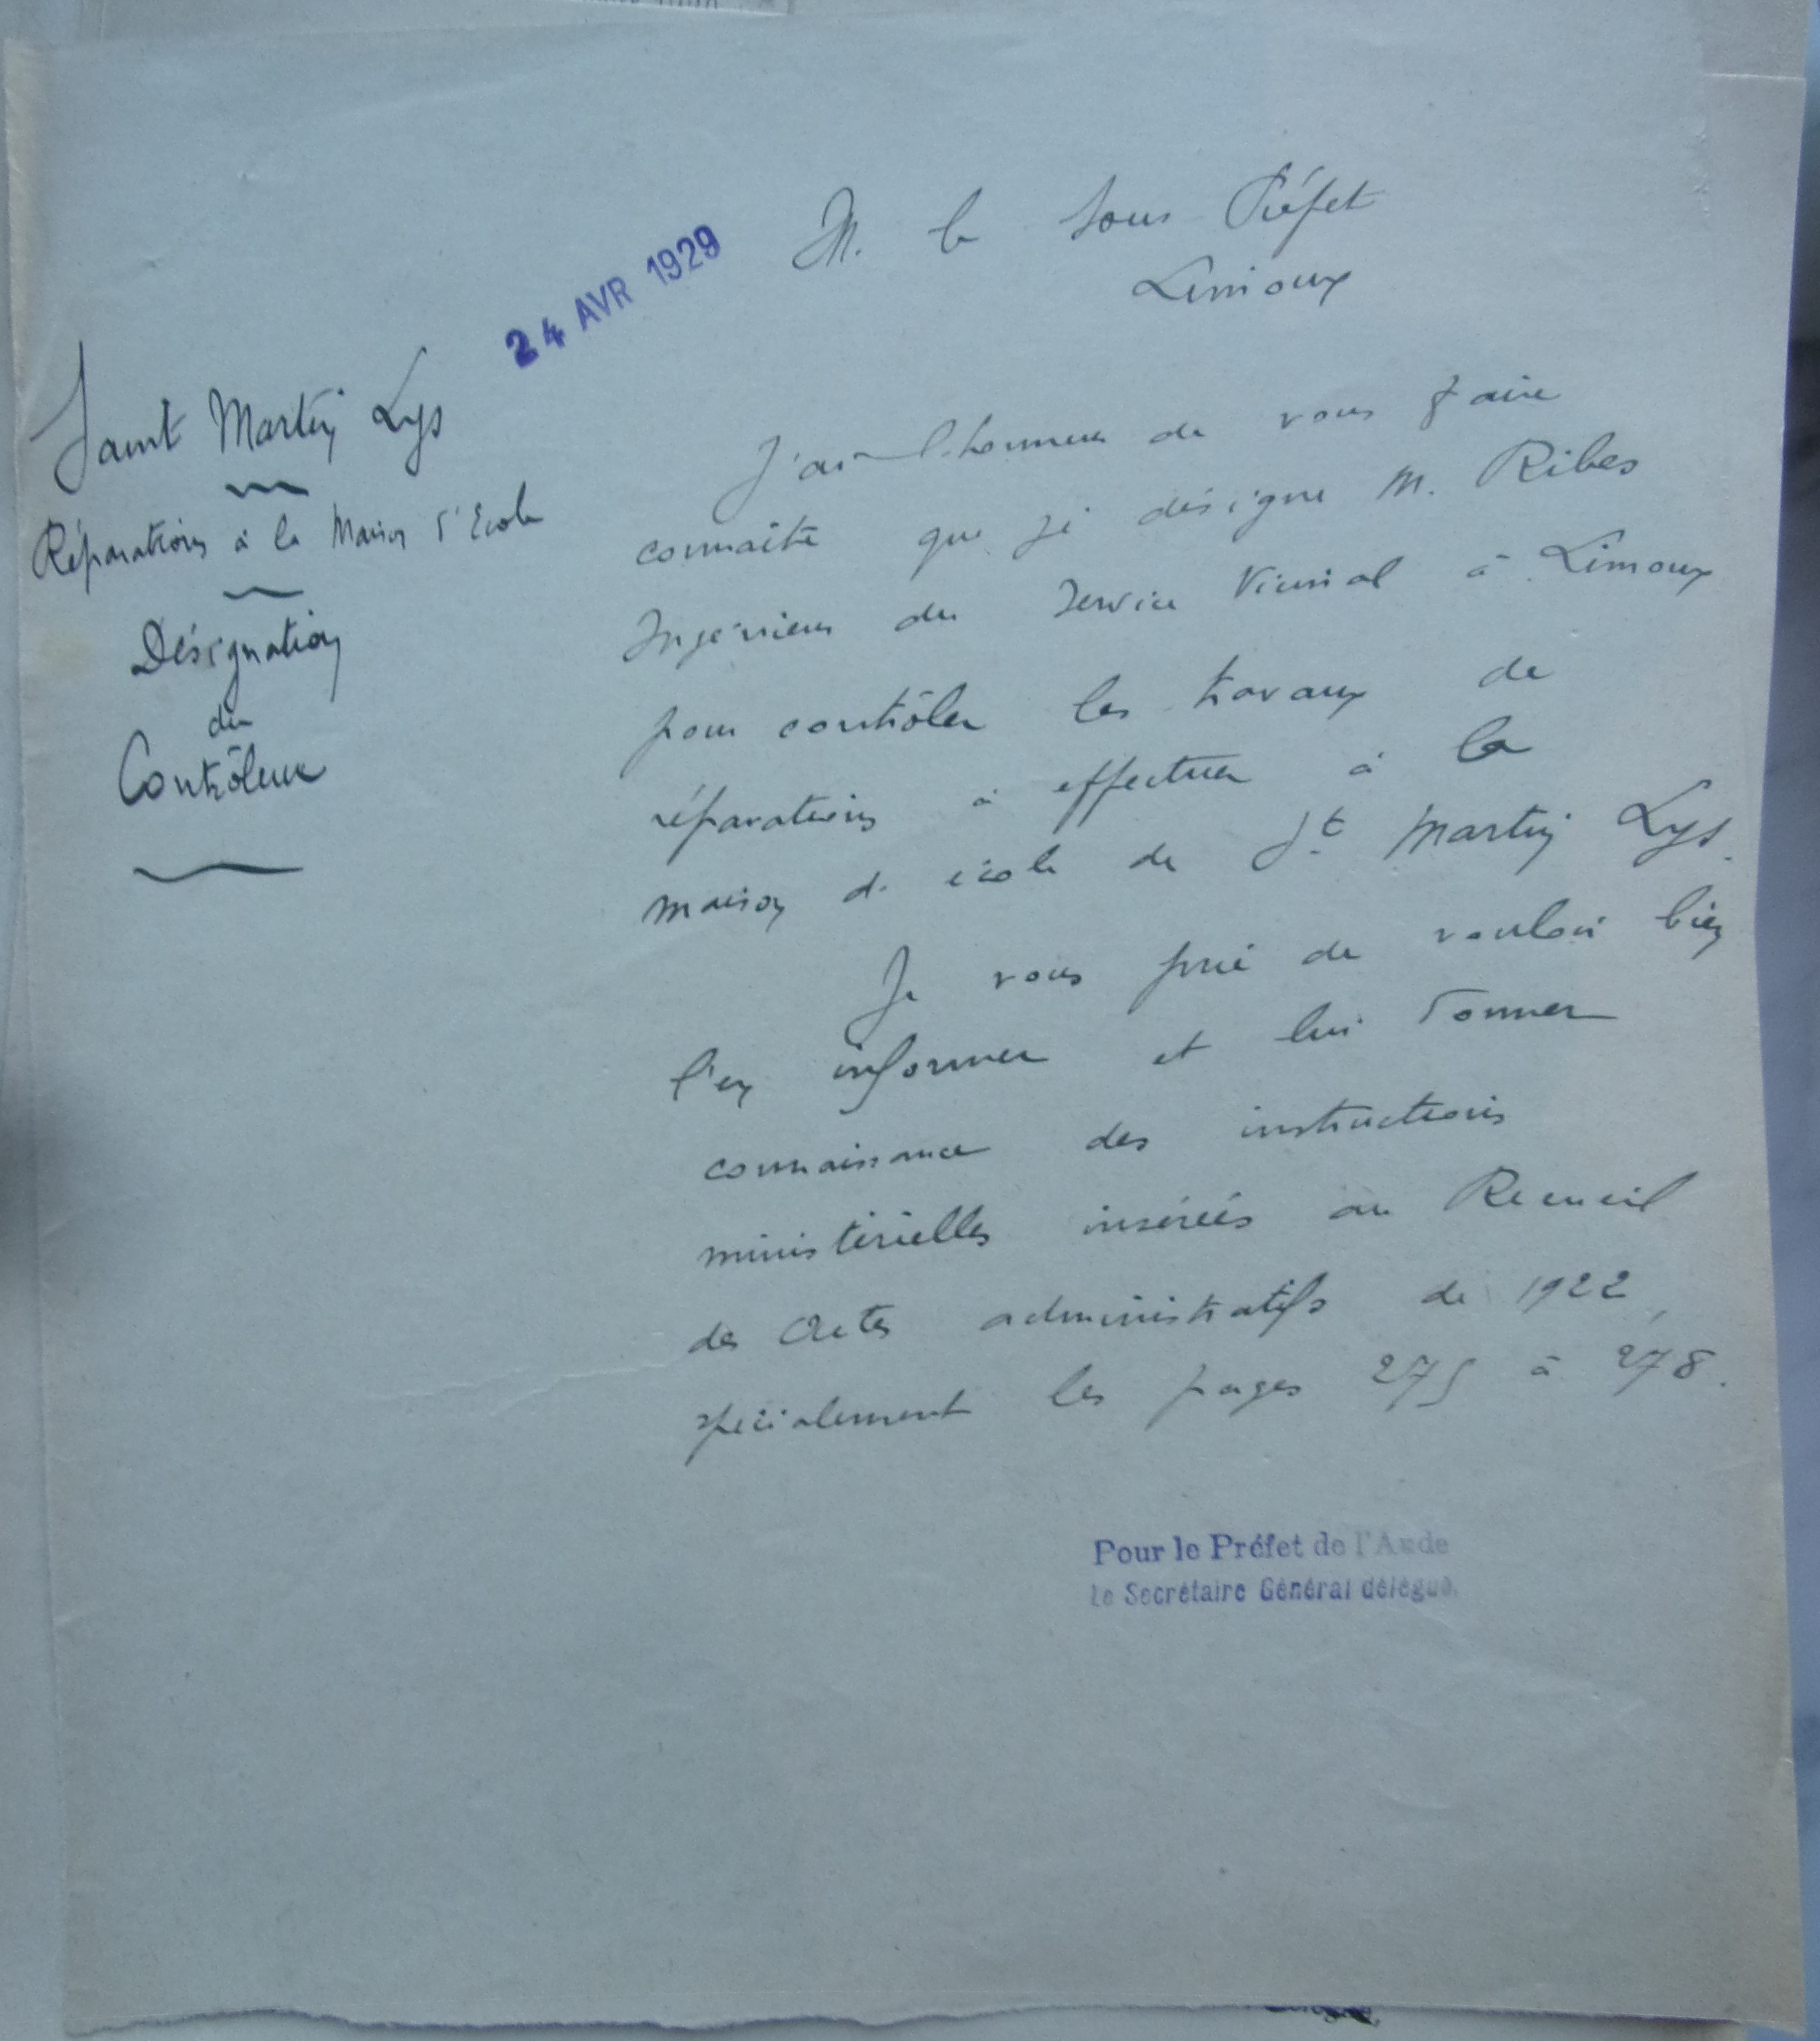 24 AVR 1929
M. le Sous Préfet
Limoux
Saint Martin Lys
Réparations à la Maison d'Ecole
Désignation
du
Contrôleur
J'ai l'honneur de vous faire
connaître que je désigne M. Ribes
Ingénieur du Service Vicinal à Limoux
pour contrôler les travaux de
réparations à effectuer à la
maison d'école de St Martin Lys.
Je vous prie de vouloir bien
l'en informer et lui donner
connaissance des instructions
ministérielles insérées au Recueil
des Actes administratifs de 1922,
spécialement les pages 275 à 278.
Pour le Préfet de l'Aude
Le Secrétaire Général délégué.